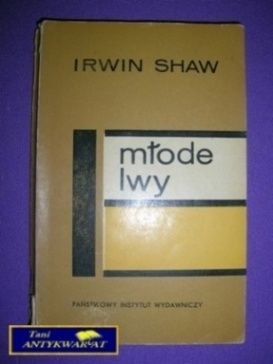 IRWIN SHAW
młode
lwy
PAŃSTWOWY INSTYTUT WYDAWNICZY
Tani
ANTYKWARIAT